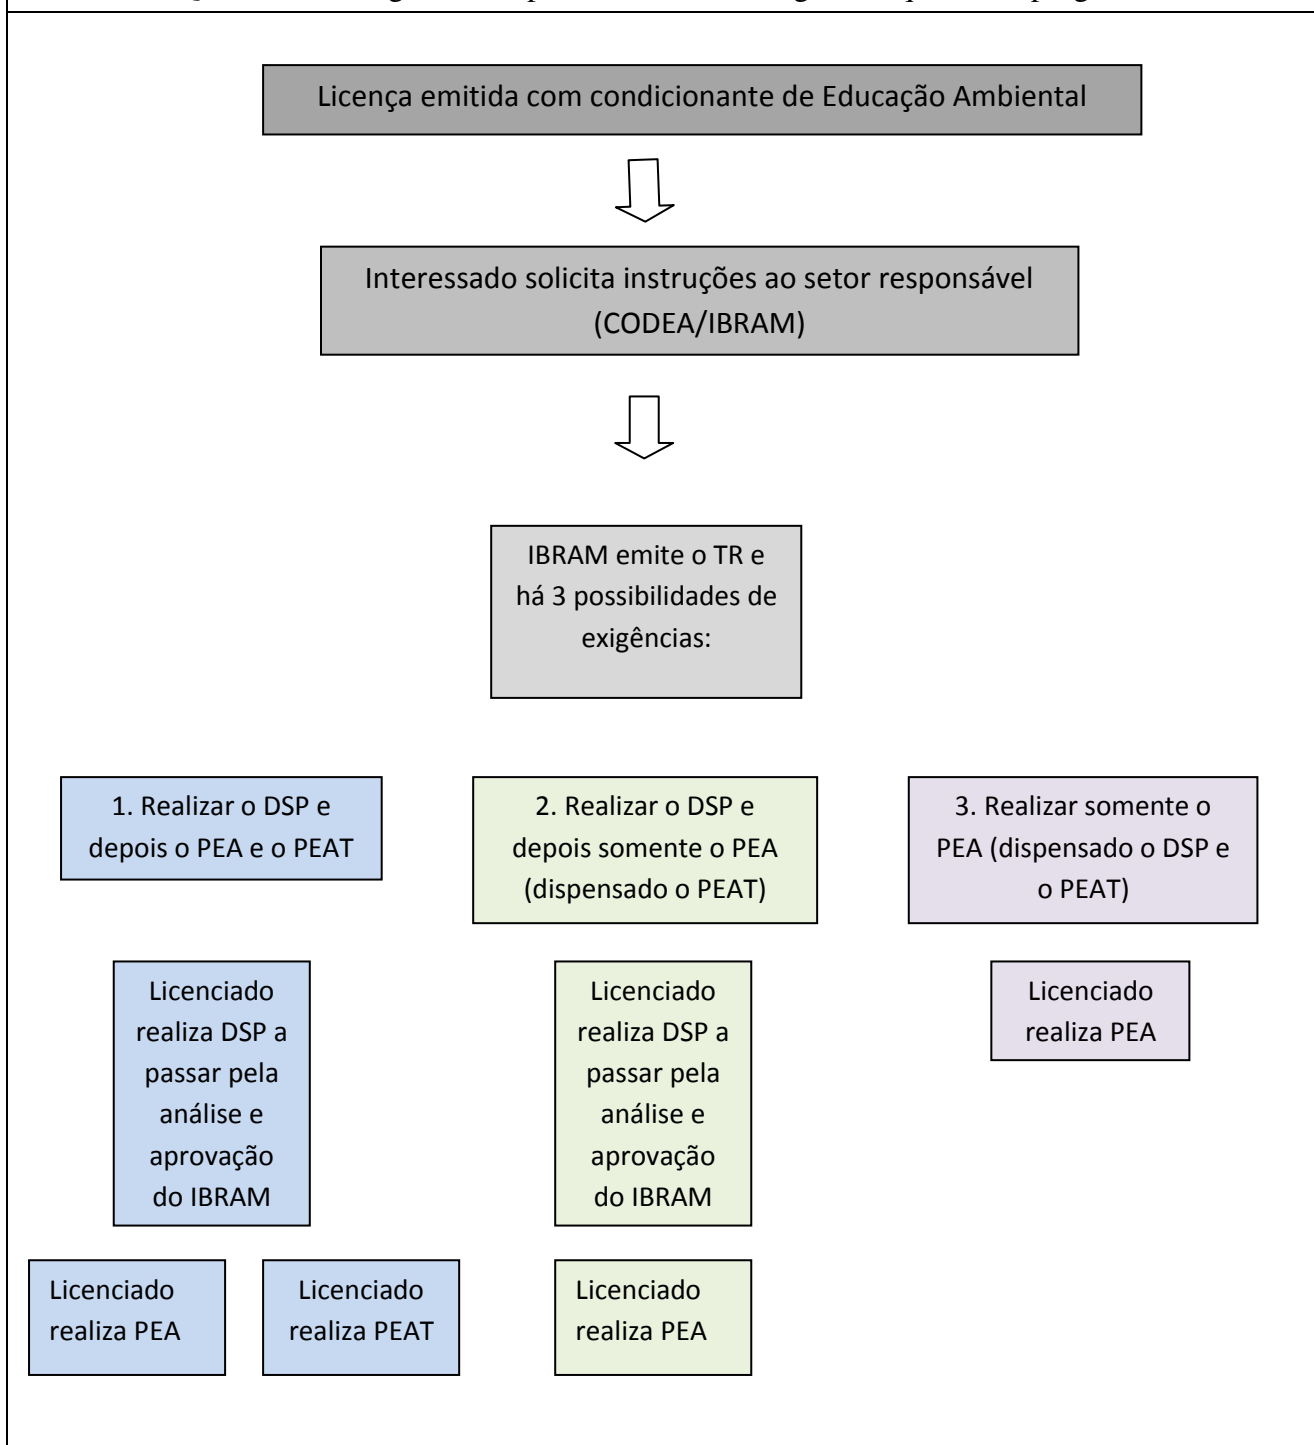 Licença emitida com condicionante de Educação Ambiental
Interessado solicita instruções ao setor responsável
(CODEA/IBRAM)
IBRAM emite o TR e
há 3 possibilidades de
exigências:
1. Realizar o DSP e
depois o PEA e o PEAT
2. Realizar o DSP e
depois somente o PEA
(dispensado o PEAT)
3. Realizar somente o
PEA (dispensado o DSP e
o PEAT)
Licenciado
realiza DSP a
passar pela
análise e
aprovação
do IBRAM
Licenciado
realiza DSP a
passar pela
análise e
aprovação
do IBRAM
Licenciado
realiza PEA
Licenciado
realiza PEA
Licenciado
realiza PEAT
Licenciado
realiza PEA